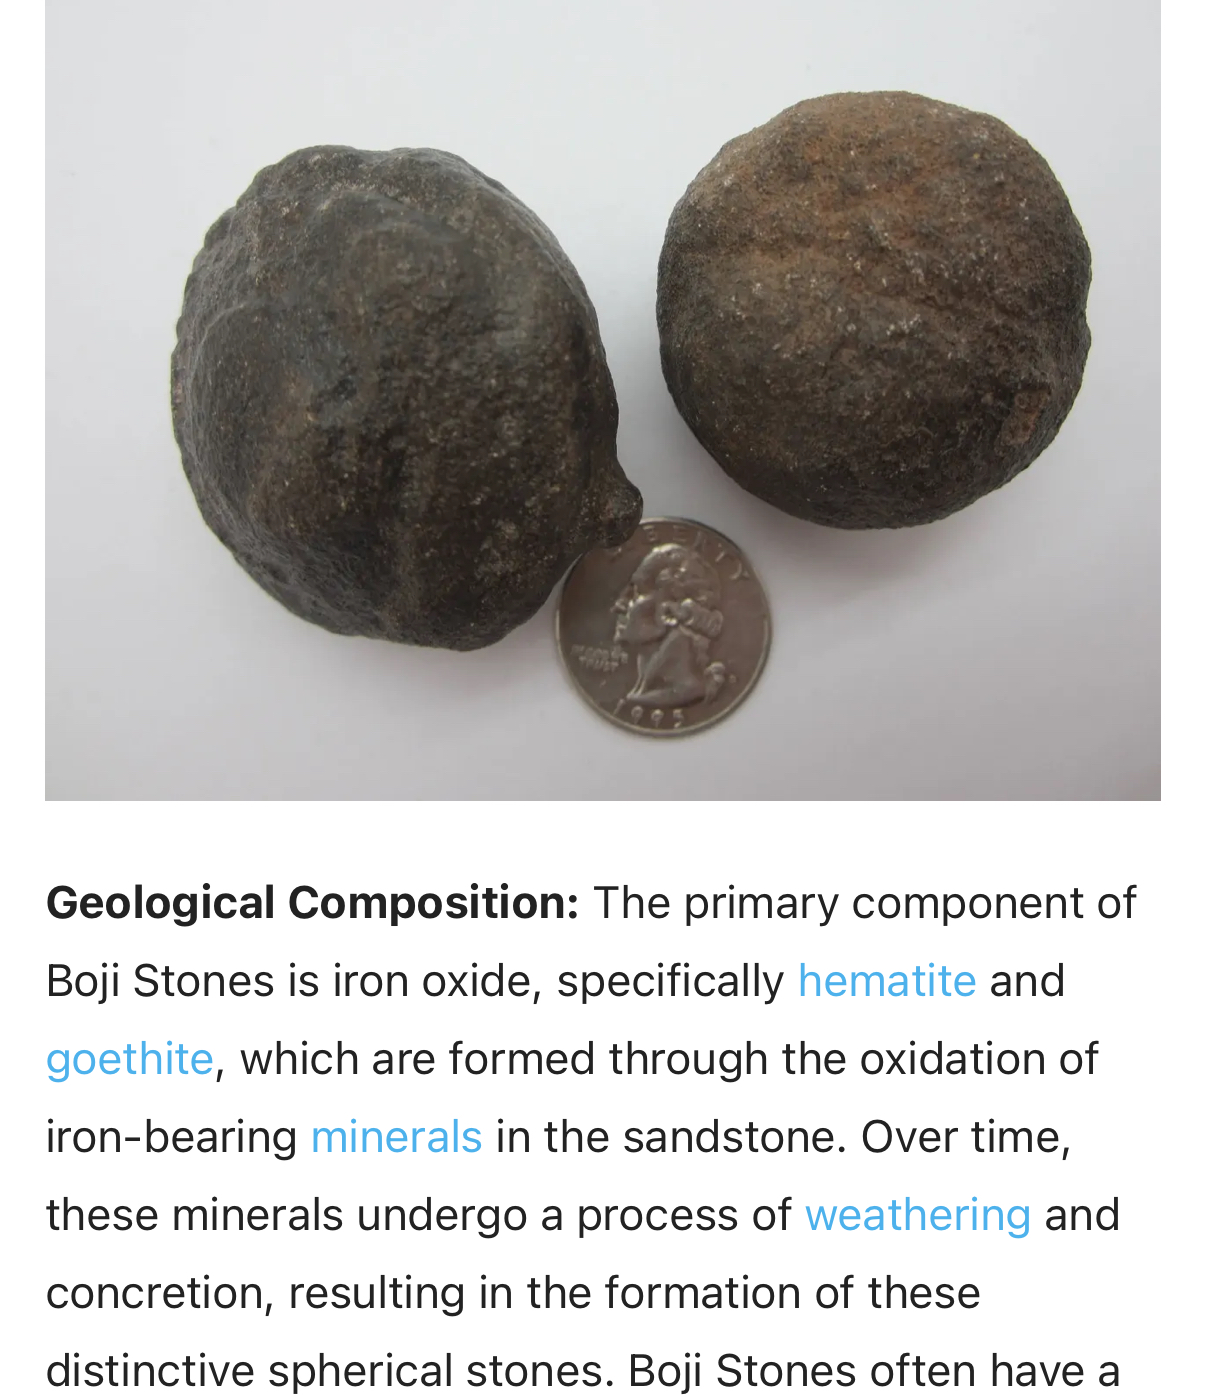 LIBERTY
IN GOD WE
TRUST
1995
Geological Composition: The primary component of
Boji Stones is iron oxide, specifically hematite and
goethite, which are formed through the oxidation of
iron-bearing minerals in the sandstone. Over time,
these minerals undergo a process of weathering and
concretion, resulting in the formation of these
distinctive spherical stones. Boji Stones often have a